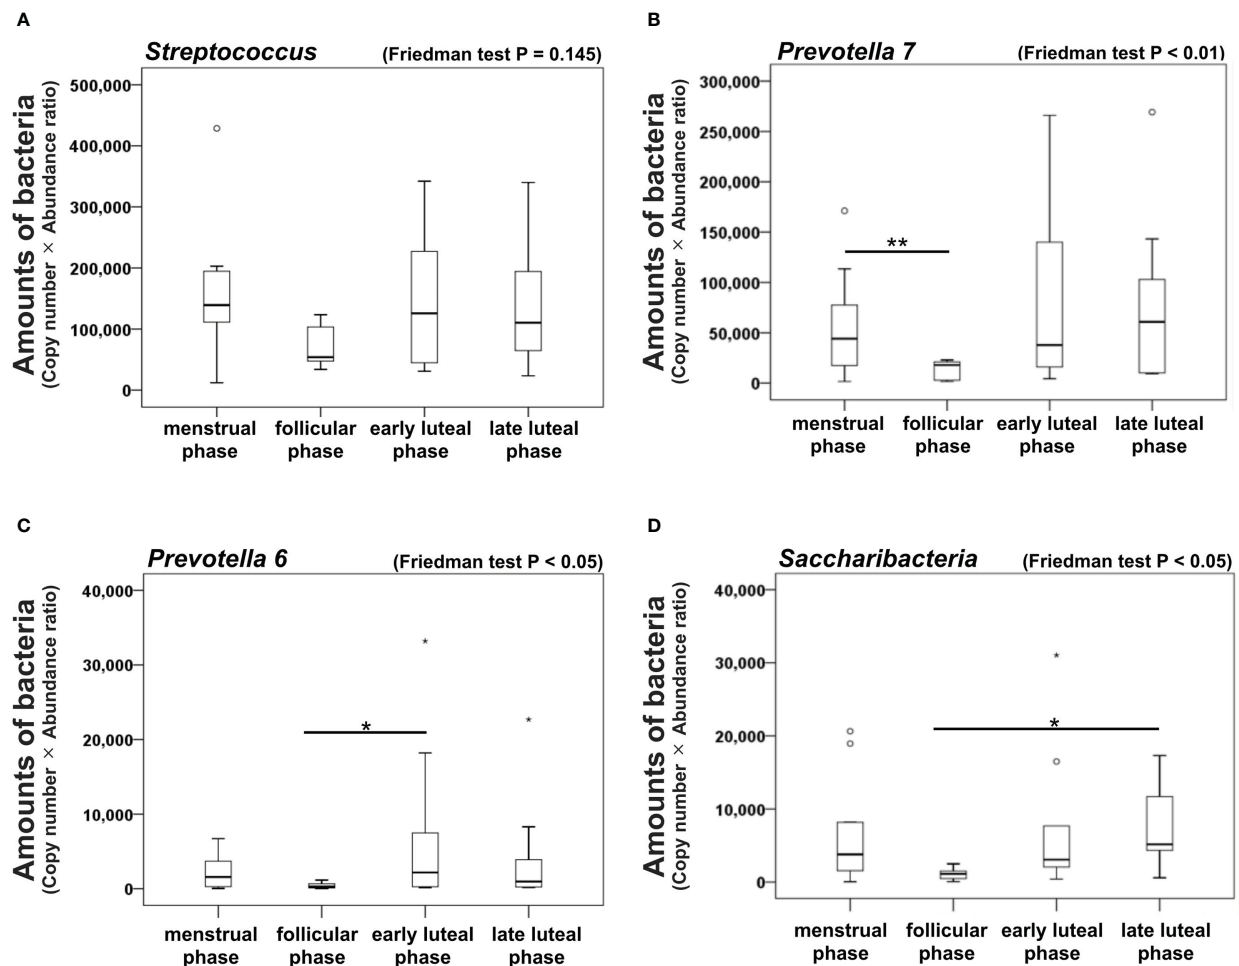 A
Streptococcus (Friedman test P = 0.145)
Amounts of bacteria
(Copy number × Abundance ratio)
500,000
400,000
300,000
200,000
100,000
0
menstrual phase
follicular phase
early luteal phase
late luteal phase
B
Prevotella 7 (Friedman test P < 0.01)
Amounts of bacteria
(Copy number × Abundance ratio)
300,000
250,000
200,000
150,000
100,000
50,000
0
**
menstrual phase
follicular phase
early luteal phase
late luteal phase
C
Prevotella 6 (Friedman test P < 0.05)
Amounts of bacteria
(Copy number × Abundance ratio)
40,000
30,000
20,000
10,000
0
*
menstrual phase
follicular phase
early luteal phase
late luteal phase
D
Saccharibacteria (Friedman test P < 0.05)
Amounts of bacteria
(Copy number × Abundance ratio)
40,000
30,000
20,000
10,000
0
*
menstrual phase
follicular phase
early luteal phase
late luteal phase